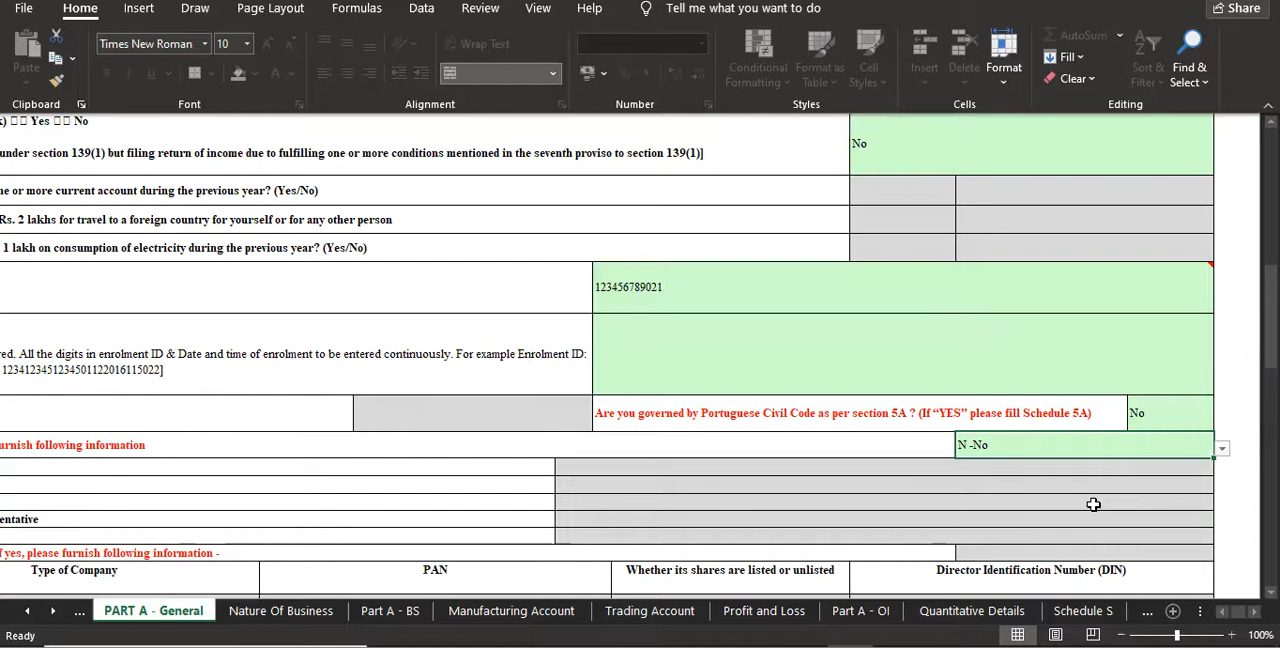 File Home Insert Draw Page Layout Formulas Data Review View Help Tell me what you want to do Share
Times New Roman 10 Wrap Text AutoSum
Paste Conditional Format as Cell Insert Delete Format Fill Sort & Find &
Formatting Table Styles Clear Filter Select
Clipboard Font Alignment Number Styles Cells Editing
k) Yes No
under section 139(1) but filing return of income due to fulfilling one or more conditions mentioned in the seventh proviso to section 139(1)] No
ne or more current account during the previous year? (Yes/No)
Rs. 2 lakhs for travel to a foreign country for yourself or for any other person
1 lakh on consumption of electricity during the previous year? (Yes/No)
123456789021
red. All the digits in enrolment ID & Date and time of enrolment to be entered continuously. For example Enrolment ID:
1234123451234501122016115022]
Are you governed by Portuguese Civil Code as per section 5A ? (If “YES” please fill Schedule 5A) No
urnish following information N -No
entative
f yes, please furnish following information -
Type of Company PAN Whether its shares are listed or unlisted Director Identification Number (DIN)
... PART A - General Nature Of Business Part A - BS Manufacturing Account Trading Account Profit and Loss Part A - OI Quantitative Details Schedule S ...
Ready 100%